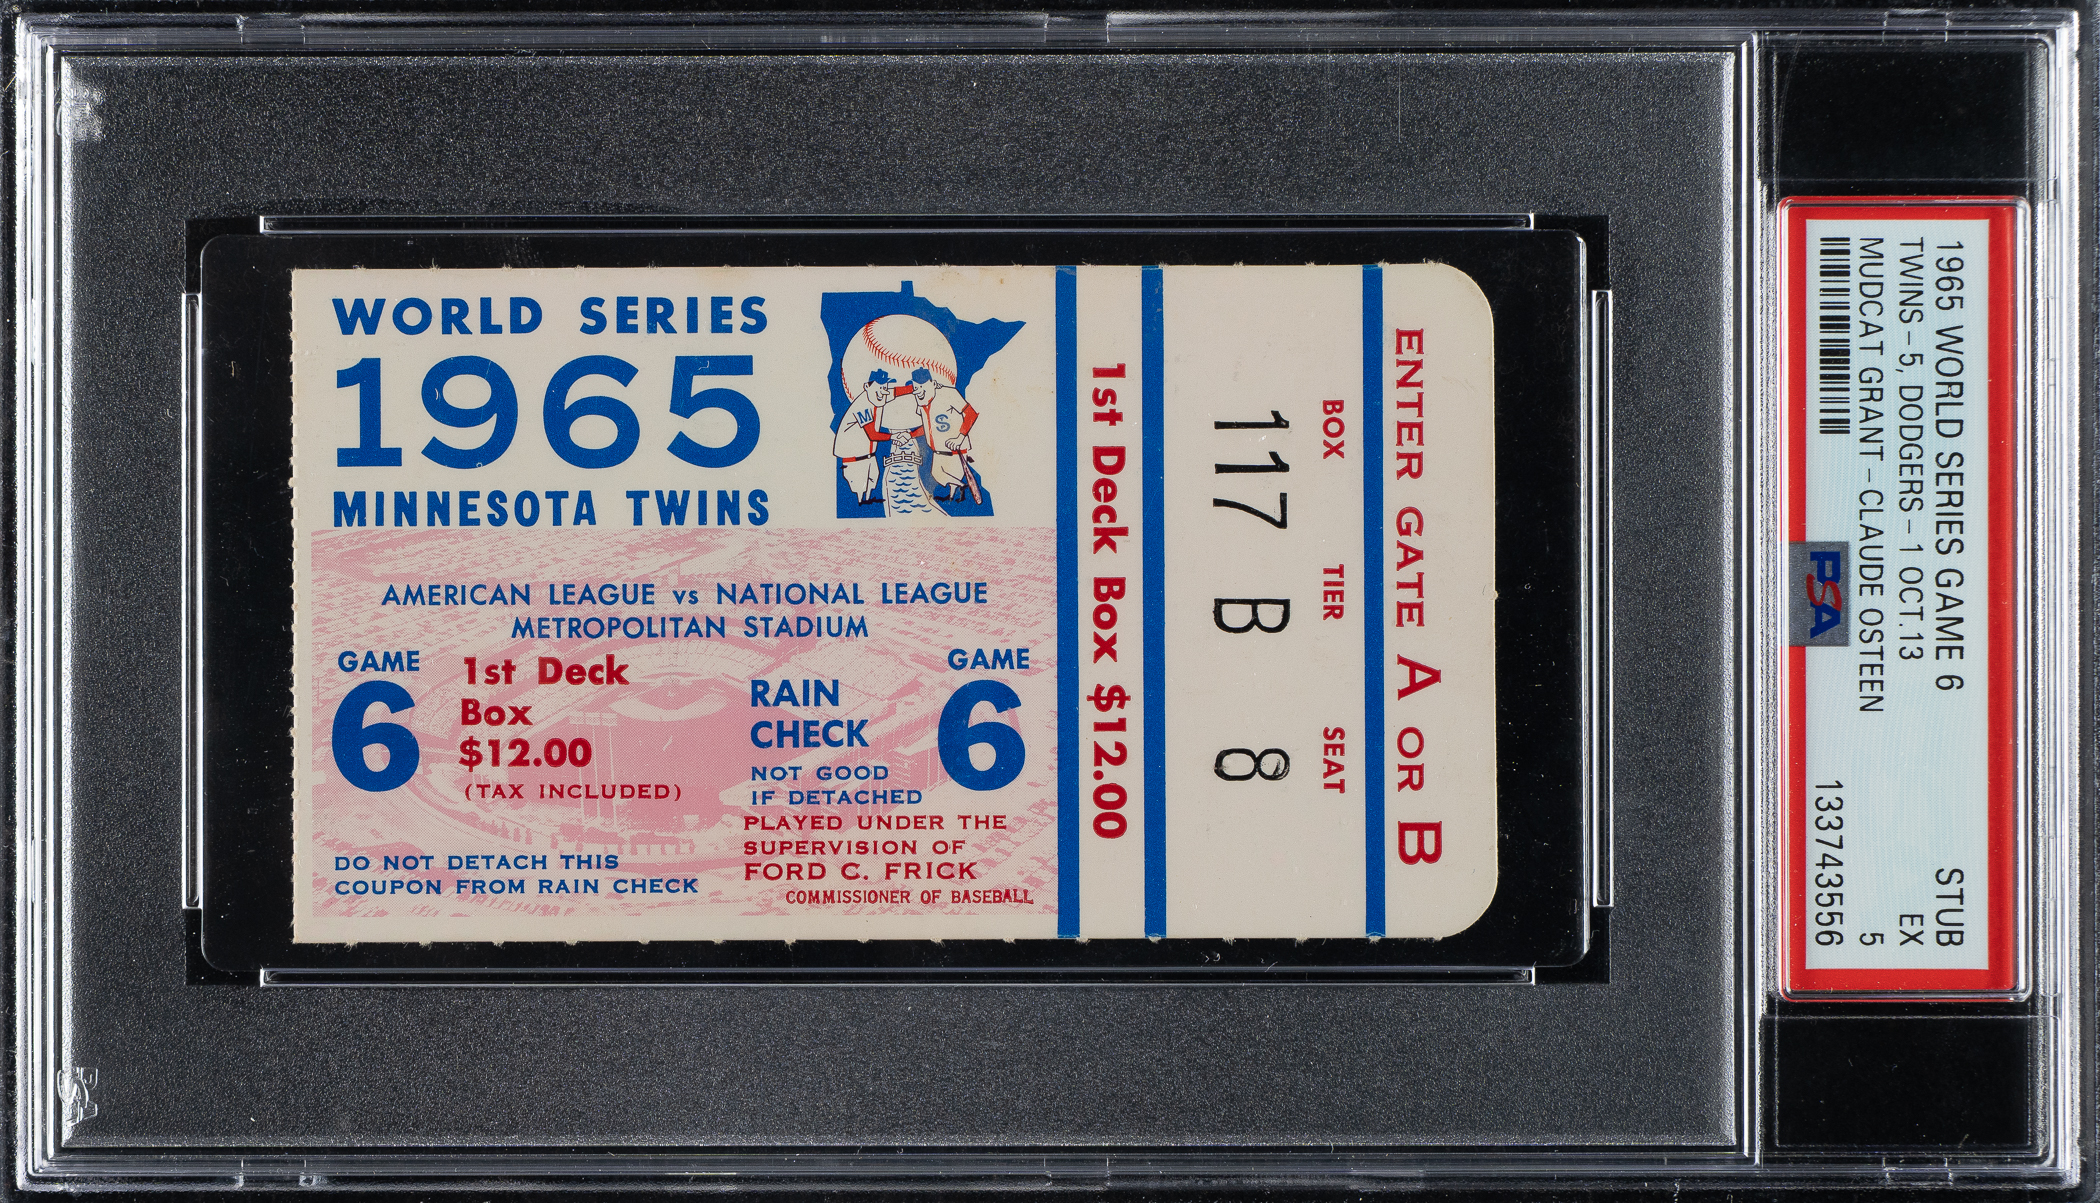 WORLD SERIES
1965
MINNESOTA TWINS
M
S
AMERICAN LEAGUE vs NATIONAL LEAGUE
METROPOLITAN STADIUM
GAME
6
1st Deck
Box
$12.00
(TAX INCLUDED)
RAIN
CHECK
NOT GOOD
IF DETACHED
GAME
6
PLAYED UNDER THE
SUPERVISION OF
FORD C. FRICK
COMMISSIONER OF BASEBALL
DO NOT DETACH THIS
COUPON FROM RAIN CHECK
1st Deck Box $12.00
BOX TIER SEAT
117 B 8
ENTER GATE A OR B
1965 WORLD SERIES GAME 6 STUB
TWINS-5, DODGERS-1 OCT.13 EX
MUDCAT GRANT-CLAUDE OSTEEN 5
133743556
PSA